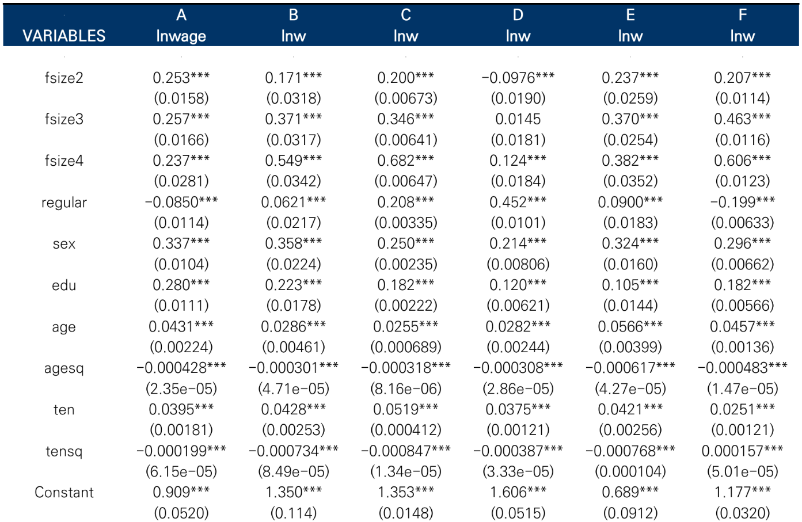 A B C D E F
VARIABLES lnwage lnw lnw lnw lnw lnw
fsize2 0.253*** 0.171*** 0.200*** -0.0976*** 0.237*** 0.207***
(0.0158) (0.0318) (0.00673) (0.0190) (0.0259) (0.0114)
fsize3 0.257*** 0.371*** 0.346*** 0.0145 0.370*** 0.463***
(0.0166) (0.0317) (0.00641) (0.0181) (0.0254) (0.0116)
fsize4 0.237*** 0.549*** 0.682*** 0.124*** 0.382*** 0.606***
(0.0281) (0.0342) (0.00647) (0.0184) (0.0352) (0.0123)
regular -0.0850*** 0.0621*** 0.208*** 0.452*** 0.0900*** -0.199***
(0.0114) (0.0217) (0.00335) (0.0101) (0.0183) (0.00633)
sex 0.337*** 0.358*** 0.250*** 0.214*** 0.324*** 0.296***
(0.0104) (0.0224) (0.00235) (0.00806) (0.0160) (0.00662)
edu 0.280*** 0.223*** 0.182*** 0.120*** 0.105*** 0.182***
(0.0111) (0.0178) (0.00222) (0.00621) (0.0144) (0.00566)
age 0.0431*** 0.0286*** 0.0255*** 0.0282*** 0.0566*** 0.0457***
(0.00224) (0.00461) (0.000689) (0.00244) (0.00399) (0.00136)
agesq -0.000428*** -0.000301*** -0.000318*** -0.000308*** -0.000617*** -0.000483***
(2.35e-05) (4.71e-05) (8.16e-06) (2.86e-05) (4.27e-05) (1.47e-05)
ten 0.0395*** 0.0428*** 0.0519*** 0.0375*** 0.0421*** 0.0251***
(0.00181) (0.00253) (0.000412) (0.00121) (0.00256) (0.00121)
tensq -0.000199*** -0.000734*** -0.000847*** -0.000387*** -0.000768*** 0.000157***
(6.15e-05) (8.49e-05) (1.34e-05) (3.33e-05) (0.000104) (5.01e-05)
Constant 0.909*** 1.350*** 1.353*** 1.606*** 0.689*** 1.177***
(0.0520) (0.114) (0.0148) (0.0515) (0.0912) (0.0320)